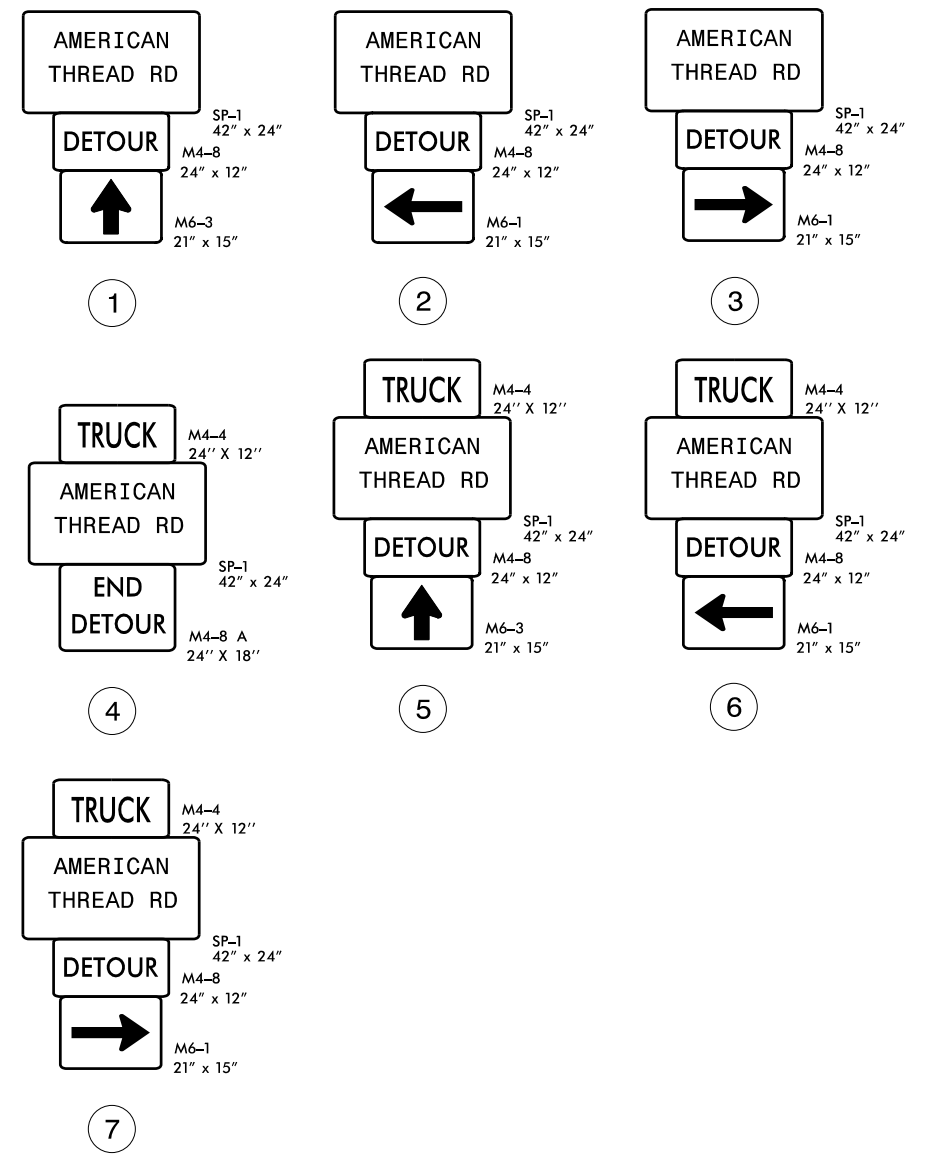 AMERICAN
THREAD RD
SP-1
42" x 24"
DETOUR
M4-8
24" x 12"
M6-3
21" x 15"
1
AMERICAN
THREAD RD
SP-1
42" x 24"
DETOUR
M4-8
24" x 12"
M6-1
21" x 15"
2
AMERICAN
THREAD RD
SP-1
42" x 24"
DETOUR
M4-8
24" x 12"
M6-1
21" x 15"
3
TRUCK
M4-4
24'' X 12''
AMERICAN
THREAD RD
SP-1
42" x 24"
END
DETOUR
M4-8 A
24'' X 18''
4
TRUCK
M4-4
24'' X 12''
AMERICAN
THREAD RD
SP-1
42" x 24"
DETOUR
M4-8
24" x 12"
M6-3
21" x 15"
5
TRUCK
M4-4
24'' X 12''
AMERICAN
THREAD RD
SP-1
42" x 24"
DETOUR
M4-8
24" x 12"
M6-1
21" x 15"
6
TRUCK
M4-4
24'' X 12''
AMERICAN
THREAD RD
SP-1
42" x 24"
DETOUR
M4-8
24" x 12"
M6-1
21" x 15"
7